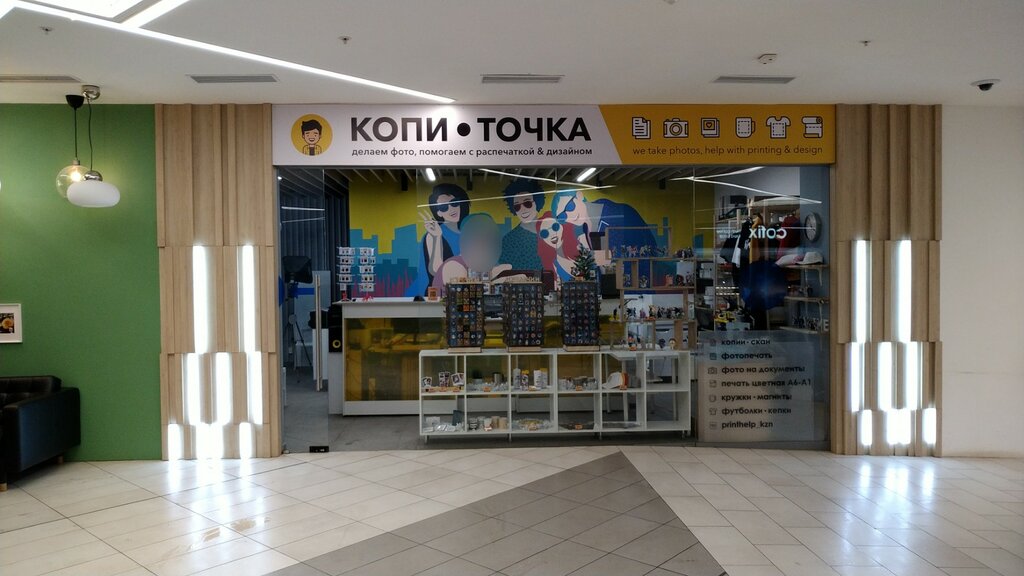 КОПИ • ТОЧКА
делаем фото, помогаем с распечаткой & дизайном
we take photos, help with printing & design
cofix
копии • скан
фотопечать
фото на документы
печать цветная А6-А1
кружки • магниты
футболки • кепки
printhelp_kzn